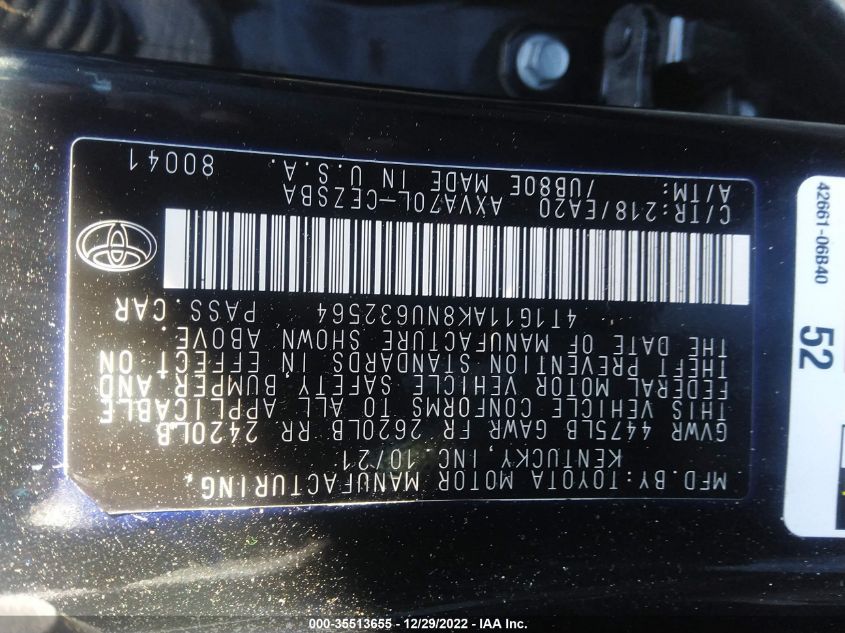 MFD.BY:TOYOTA MOTOR MANUFACTURING,
KENTUCKY,INC. 10/21
GVWR 4475LB GAWR FR 2620LB RR 2420LB
THIS VEHICLE CONFORMS TO ALL APPLICABLE
FEDERAL MOTOR VEHICLE SAFETY,BUMPER,AND
THEFT PREVENTION STANDARDS IN EFFECT ON
THE DATE OF MANUFACTURE SHOWN ABOVE.
4T1G11AK8NU632564 PASS.CAR
C/TR:218/EA20 AXVA70L-CEZSBA
A/TM: /UB80E MADE IN U.S.A. 80041
42661-06B40
52
000-35513655 - 12/29/2022 - IAA Inc.